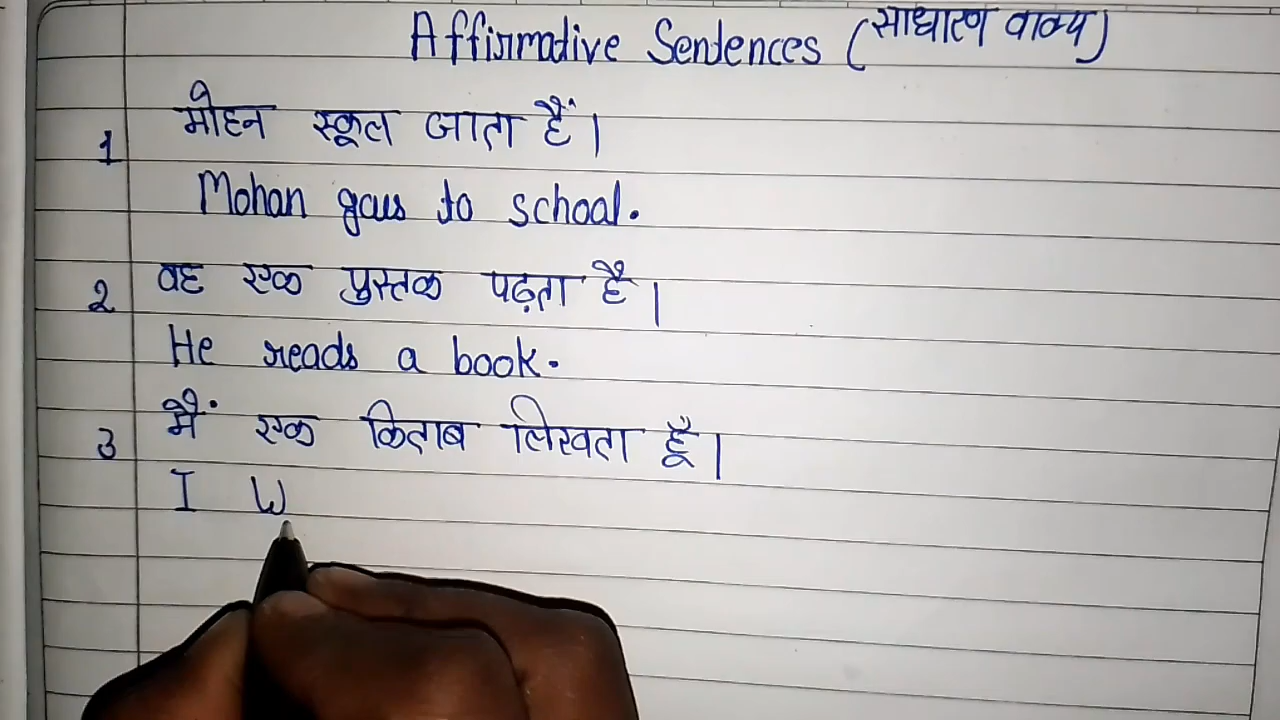 Affirmative Sentences (साधारण वाक्य)
1 मोहन स्कूल जाता हैं।
Mohan goes to school.
2 वह एक पुस्तक पढ़ता है।
He reads a book.
3 मैं एक किताब लिखता हूँ।
I W